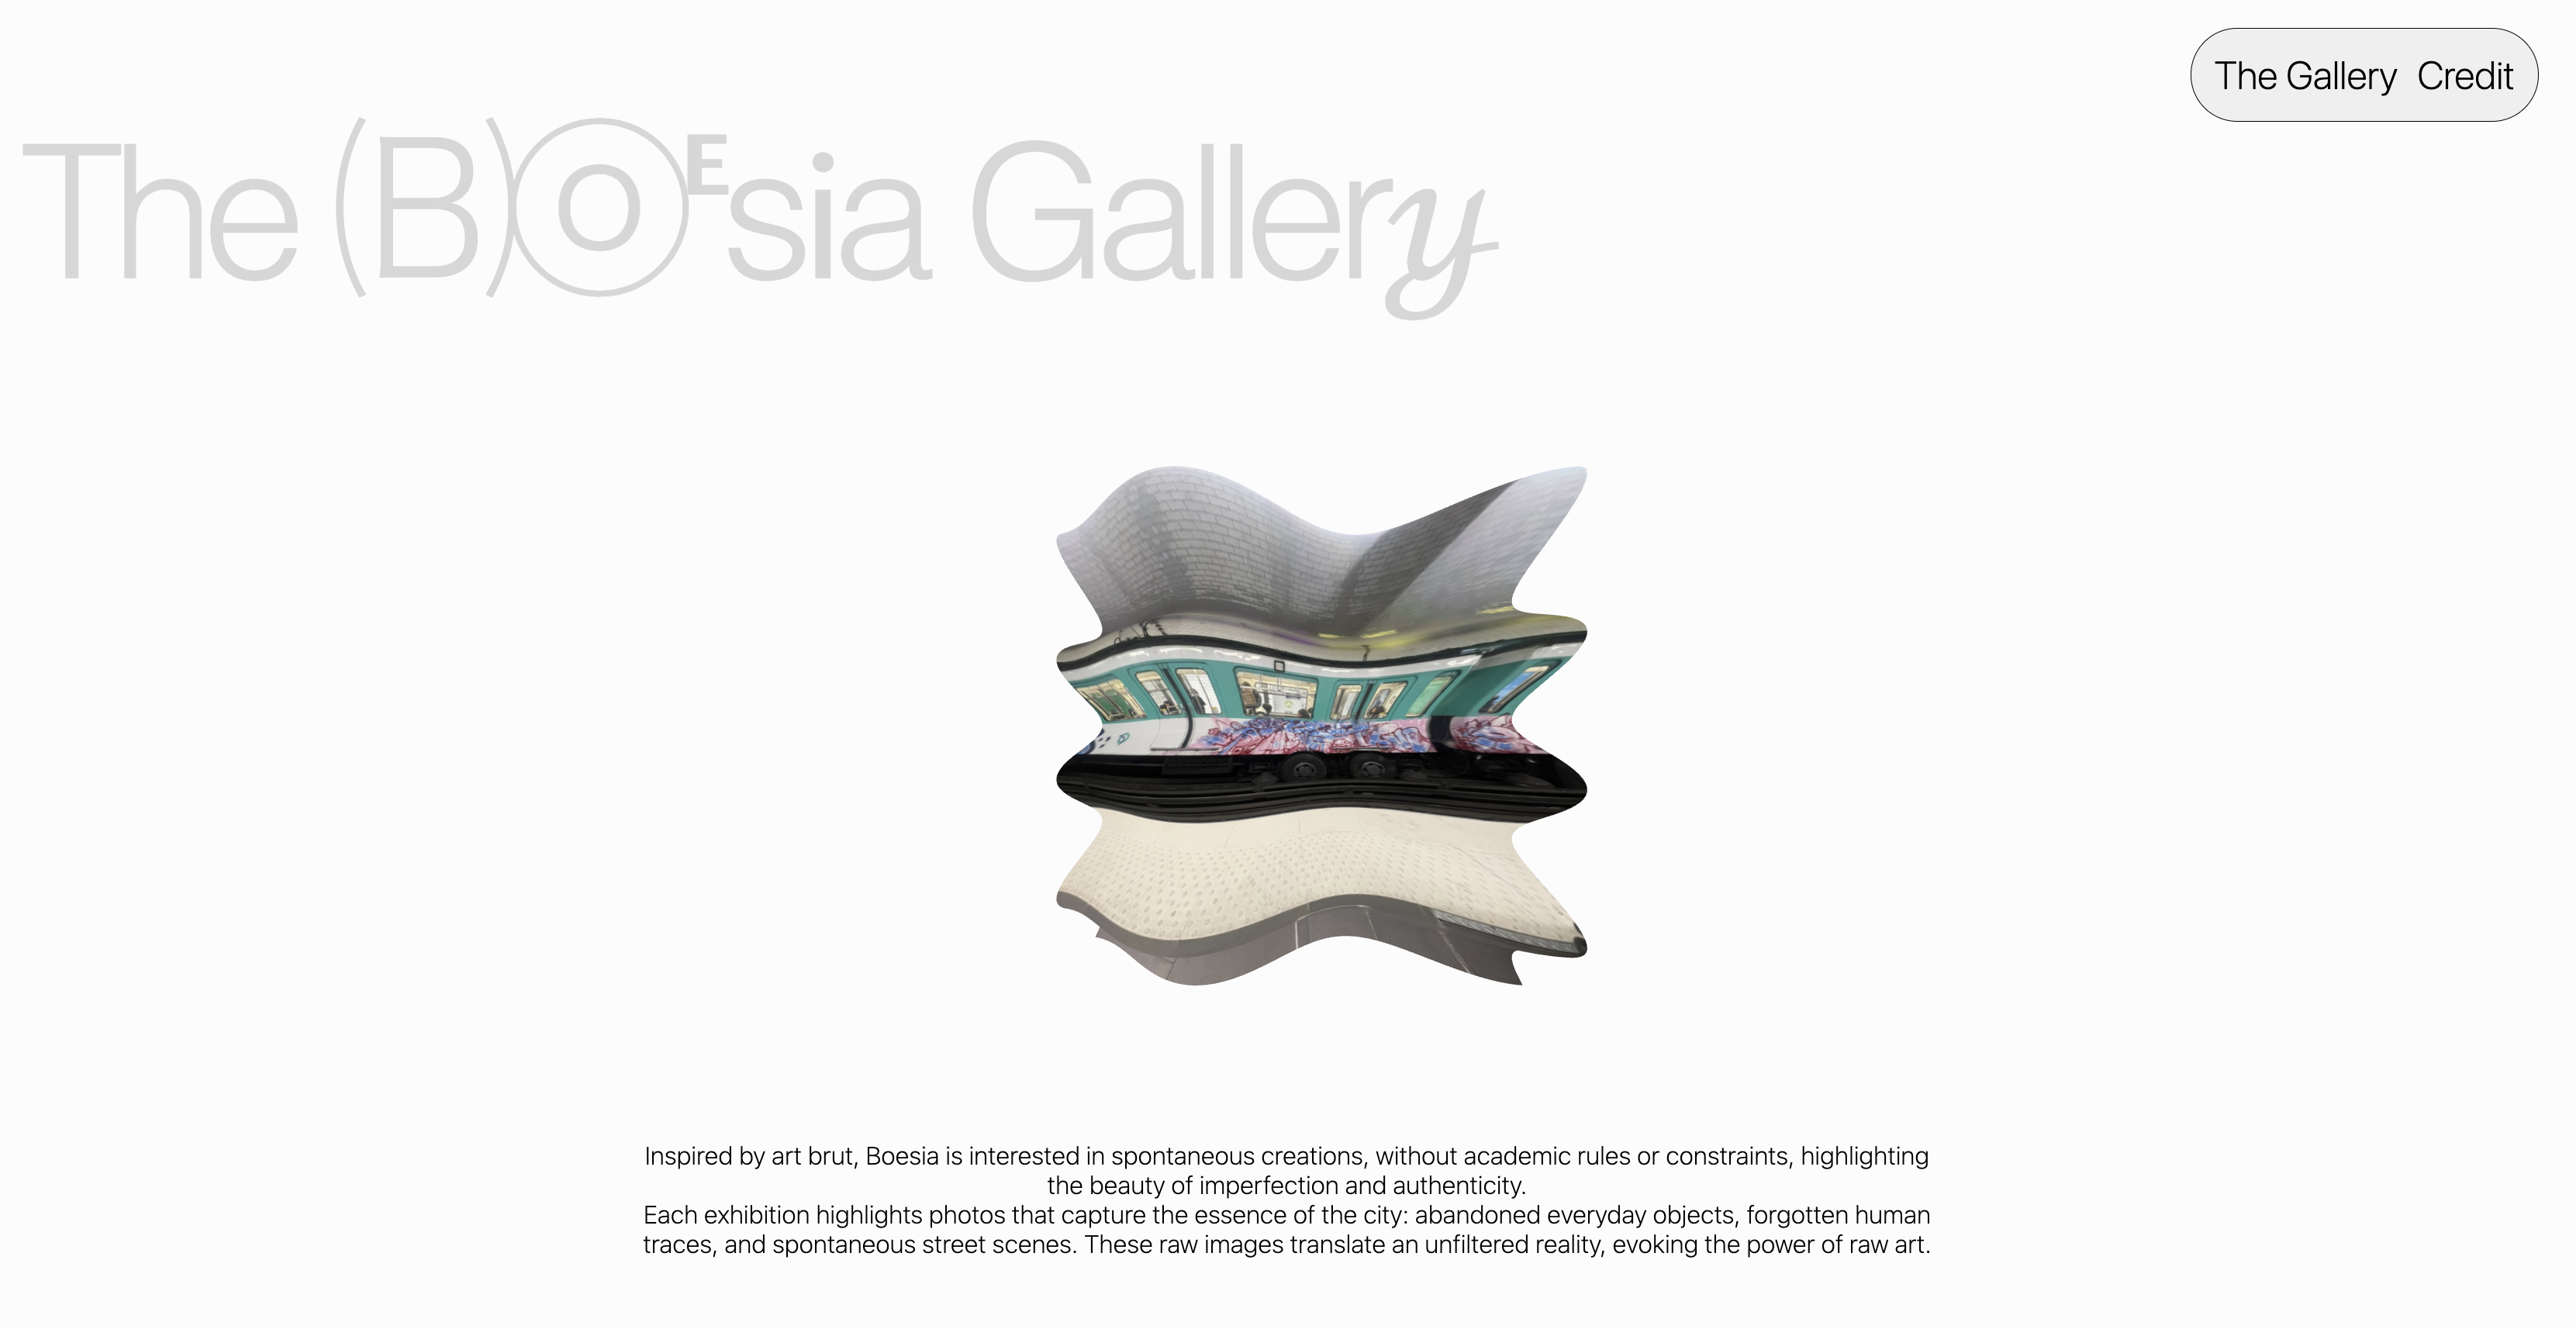 The Gallery Credit
The (B)OEsia Gallery
Inspired by art brut, Boesia is interested in spontaneous creations, without academic rules or constraints, highlighting
the beauty of imperfection and authenticity.
Each exhibition highlights photos that capture the essence of the city: abandoned everyday objects, forgotten human
traces, and spontaneous street scenes. These raw images translate an unfiltered reality, evoking the power of raw art.